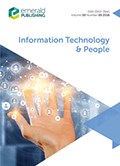 emerald
PUBLISHING
Information Technology
& People